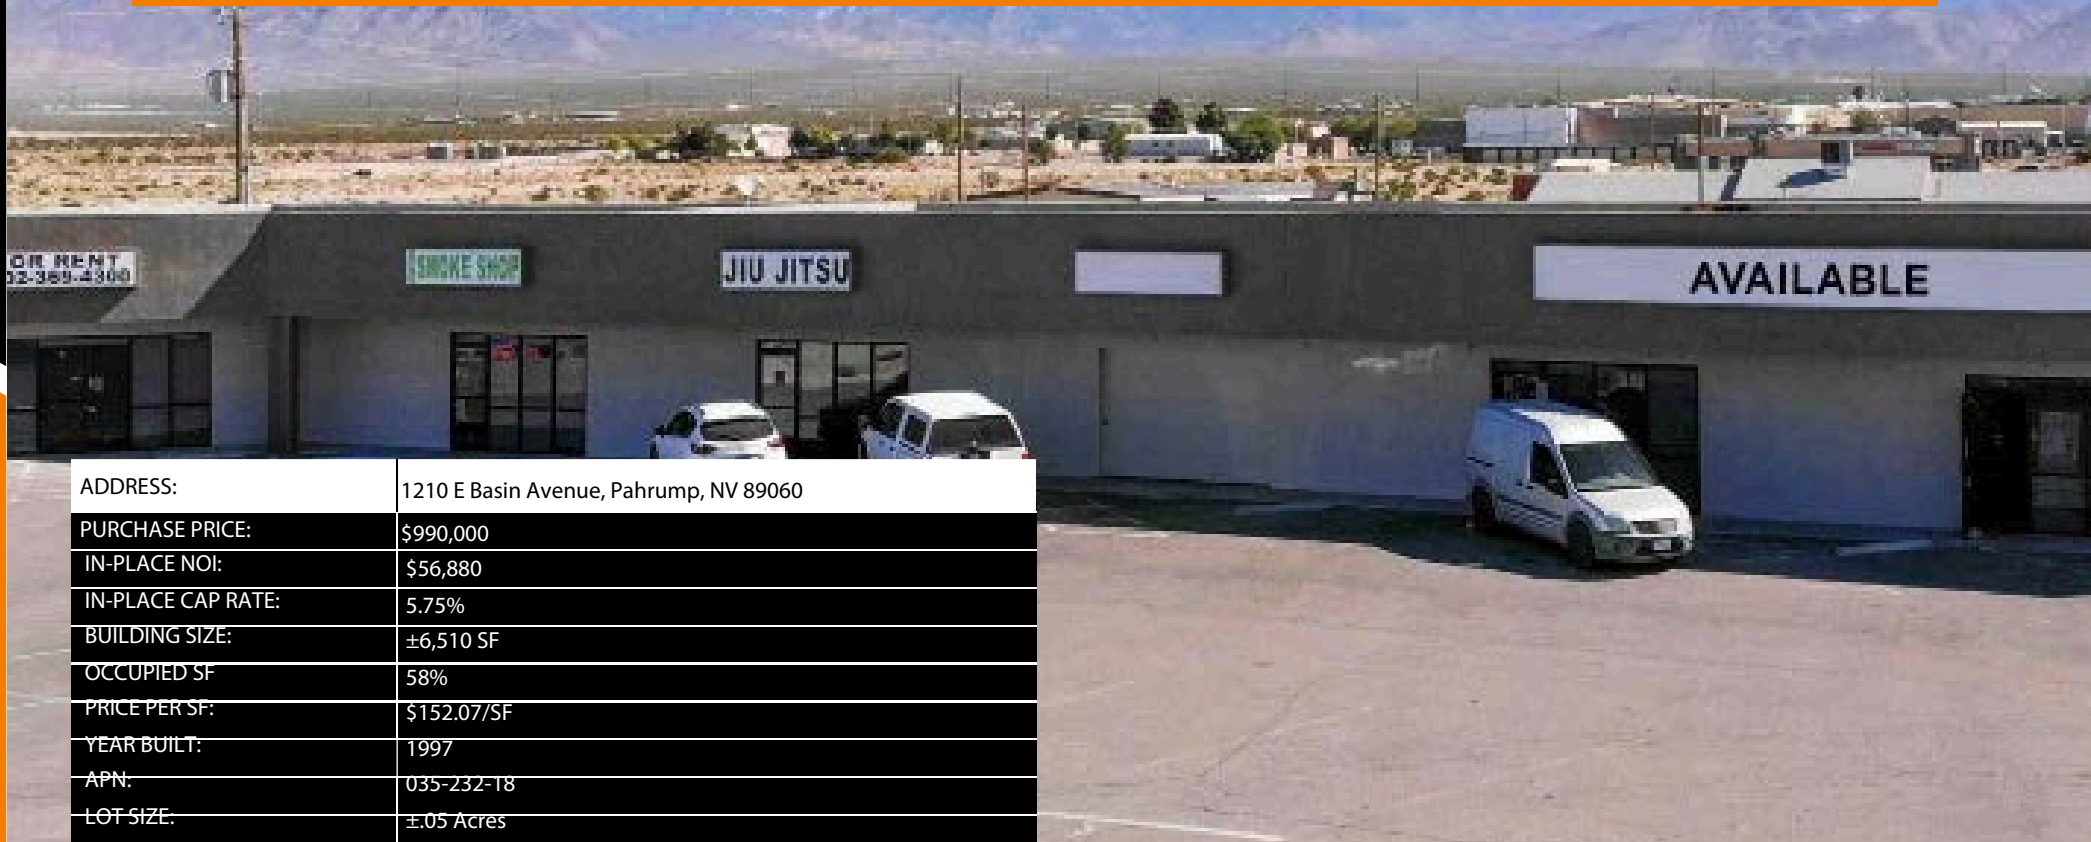 OR RENT
02-369-4300
SMOKE SHOP
JIU JITSU
AVAILABLE
ADDRESS: 1210 E Basin Avenue, Pahrump, NV 89060
PURCHASE PRICE: $990,000
IN-PLACE NOI: $56,880
IN-PLACE CAP RATE: 5.75%
BUILDING SIZE: ±6,510 SF
OCCUPIED SF 58%
PRICE PER SF: $152.07/SF
YEAR BUILT: 1997
APN: 035-232-18
LOT SIZE: ±.05 Acres